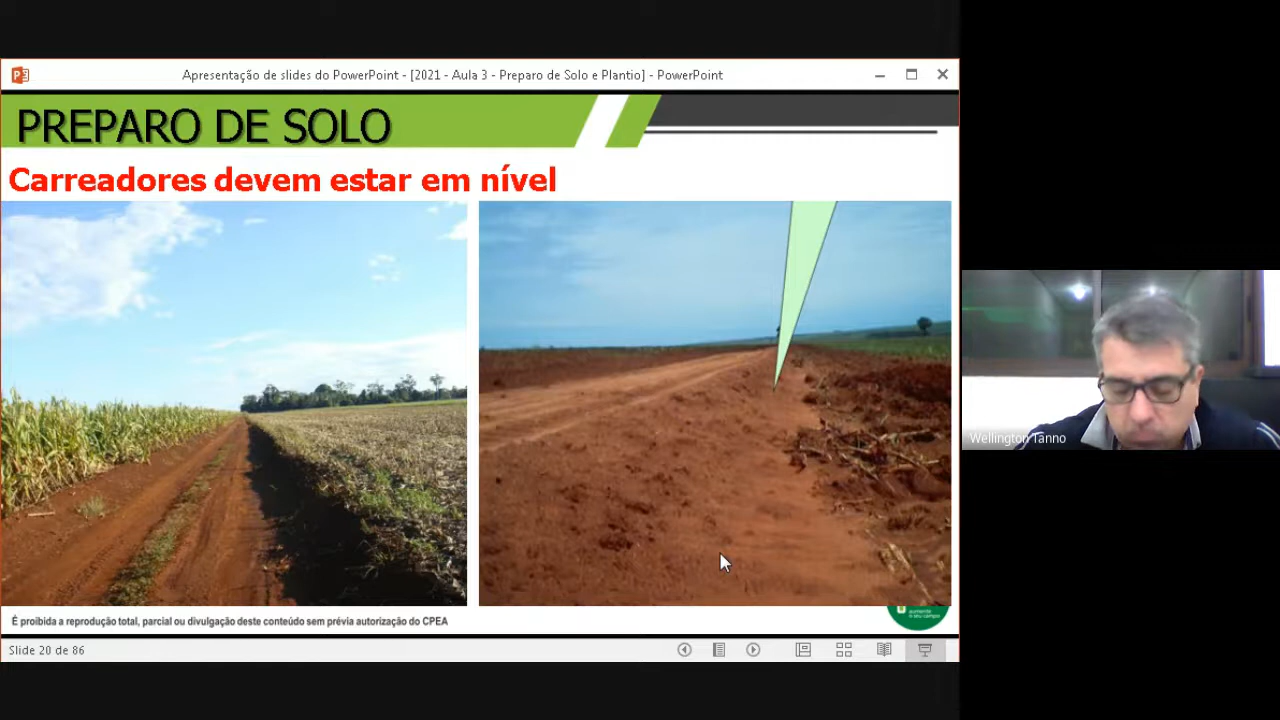 Apresentação de slides do PowerPoint - [2021 - Aula 3 - Preparo de Solo e Plantio] - PowerPoint
PREPARO DE SOLO
Carreadores devem estar em nível
Wellington Tanno
É proibida a reprodução total, parcial ou divulgação deste conteúdo sem prévia autorização do CPEA
Slide 20 de 86